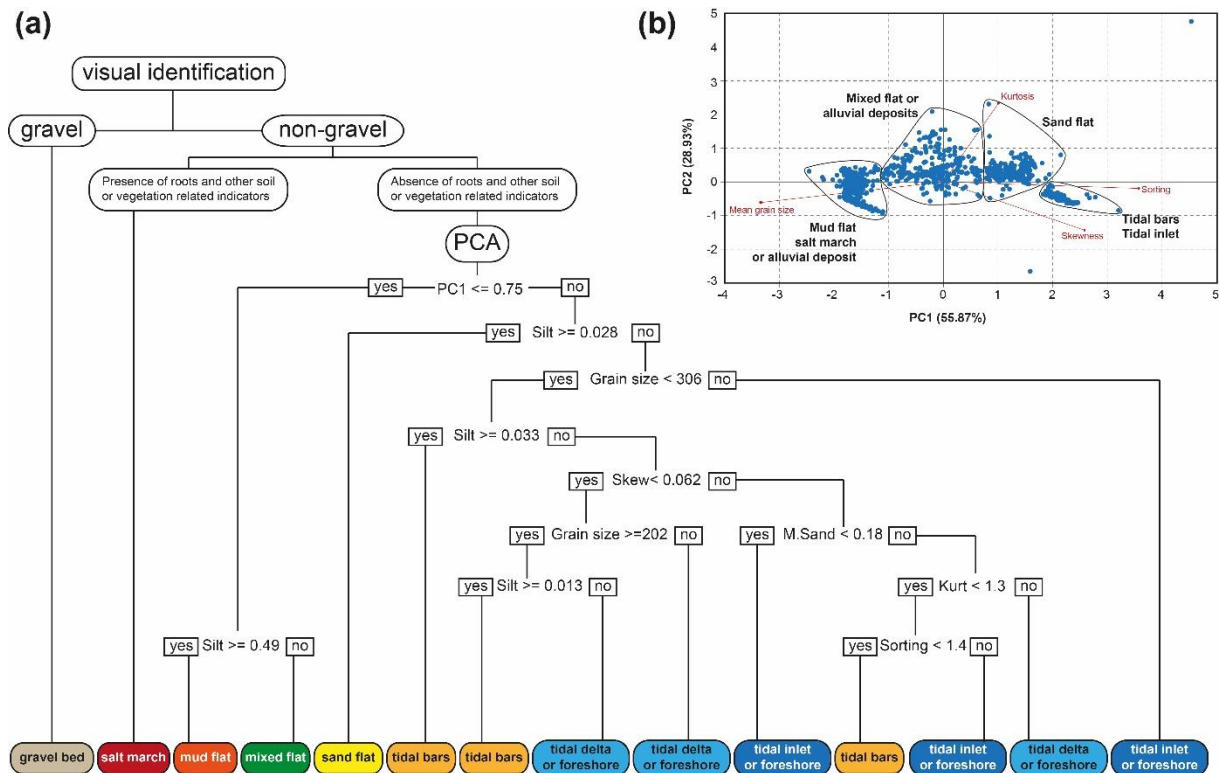 (a)
visual identification
gravel
non-gravel
Presence of roots and other soil
or vegetation related indicators
Absence of roots and other soil
or vegetation related indicators
PCA
yes PC1 <= 0.75 no
yes Silt >= 0.028 no
yes Grain size < 306 no
yes Silt >= 0.033 no
yes Skew< 0.062 no
yes Grain size >=202 no
yes M.Sand < 0.18 no
yes Silt >= 0.013 no
yes Kurt < 1.3 no
yes Silt >= 0.49 no
yes Sorting < 1.4 no
gravel bed
salt march
mud flat
mixed flat
sand flat
tidal bars
tidal bars
tidal delta
or foreshore
tidal delta
or foreshore
tidal inlet
or foreshore
tidal bars
tidal inlet
or foreshore
tidal delta
or foreshore
tidal inlet
or foreshore
(b)
5
4
3
2
1
0
-1
-2
-3
PC2 (28.93%)
Mixed flat or
alluvial deposits
Kurtosis
Sand flat
Mean grain size
Sorting
Skewness
Mud flat
salt march
or alluvial deposit
Tidal bars
Tidal inlet
-4 -3 -2 -1 0 1 2 3 4 5
PC1 (55.87%)